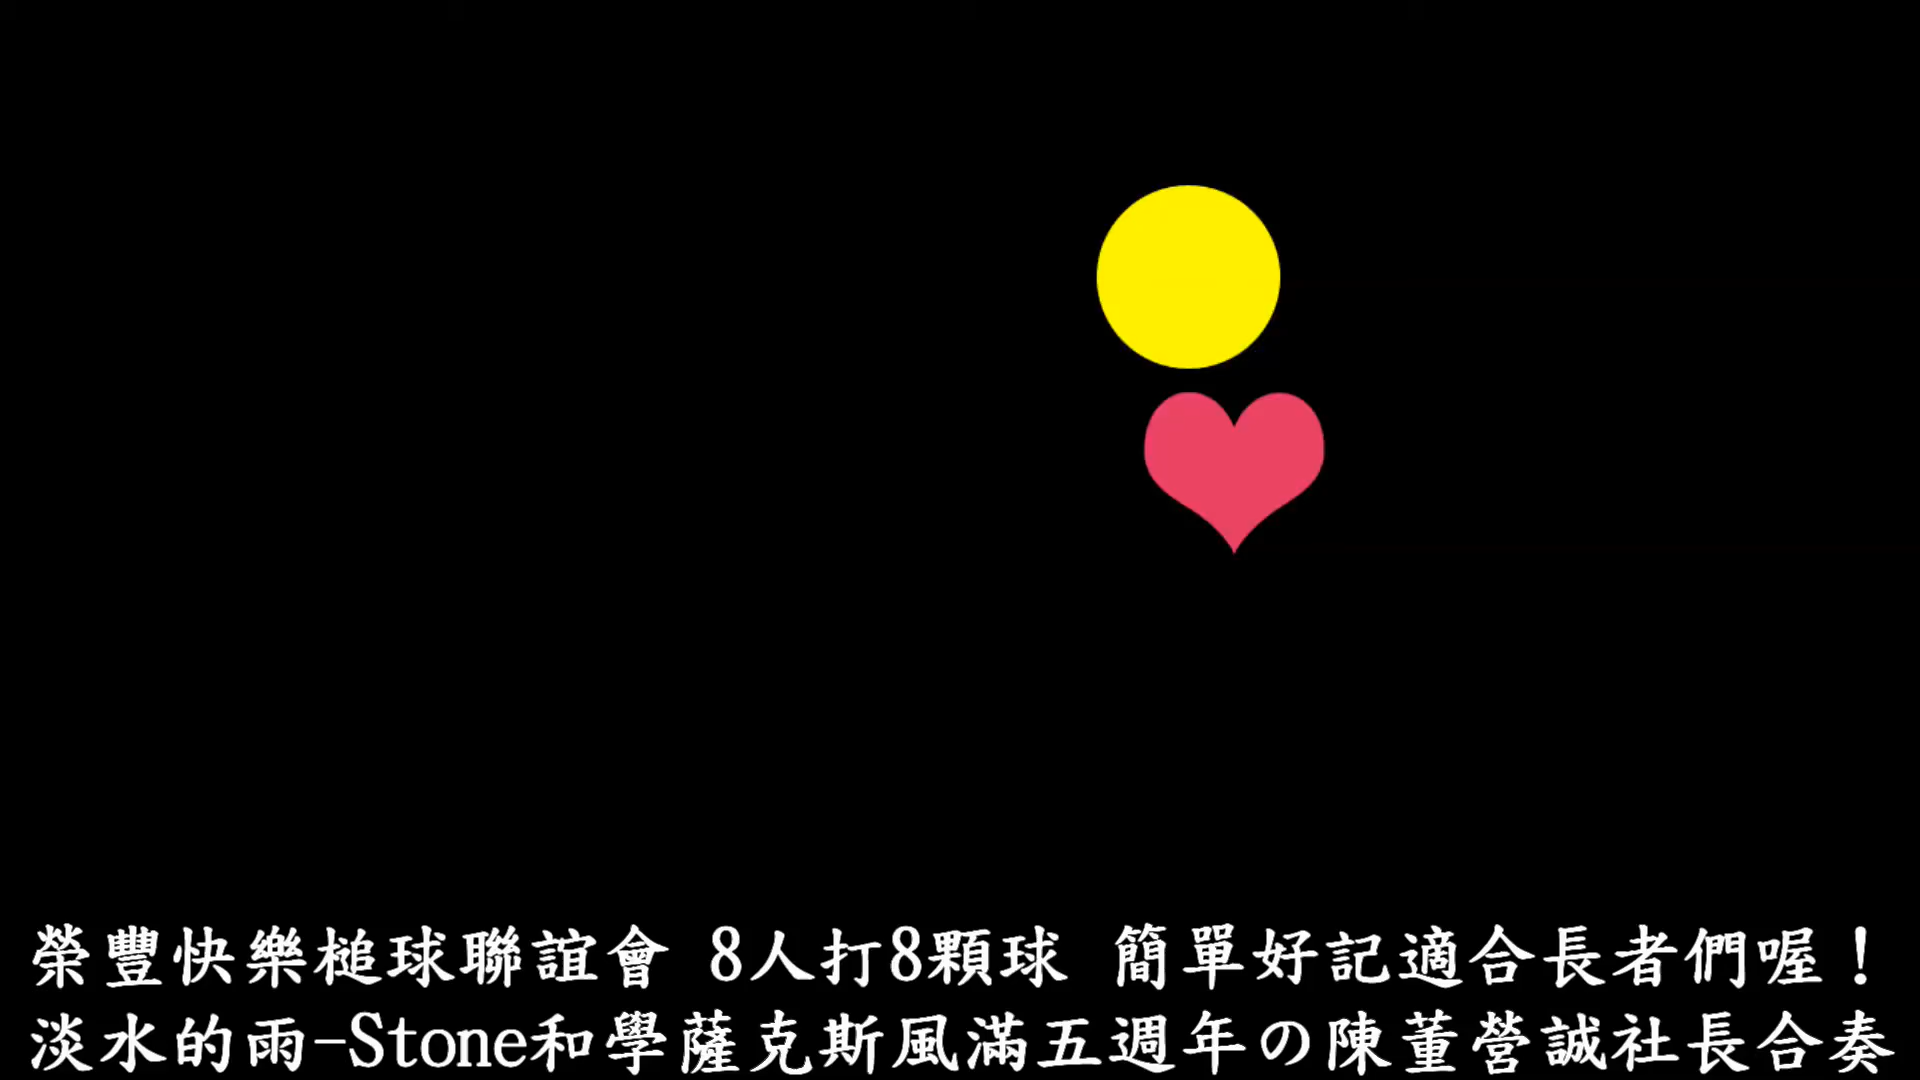 榮豐快樂槌球聯誼會 8人打8顆球 簡單好記適合長者們喔！
淡水的雨-Stone和學薩克斯風滿五週年の陳董營誠社長合奏